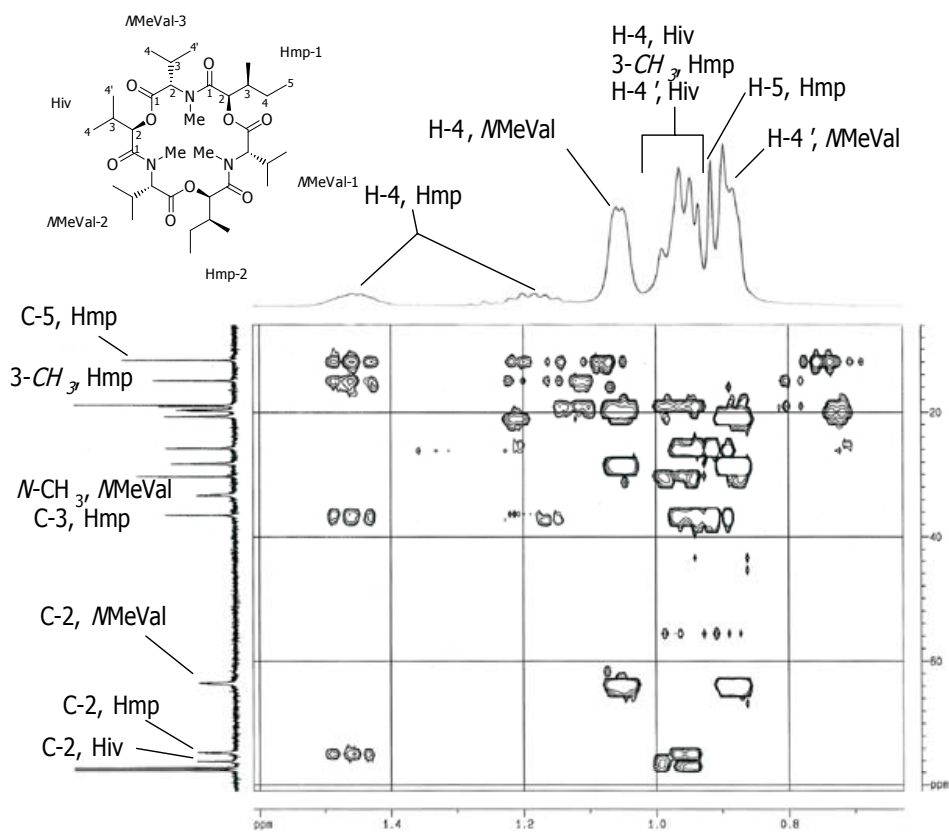 NMeVal-3
Hmp-1
4 4' 3
O 1 2 O 1 2 3 4 5
N
Me
Hiv
4' 3 4 2
O
O 1
O
O
Me Me
N N
O
O
O
O
NMeVal-1
NMeVal-2
Hmp-2
H-4, Hiv
3-CH3, Hmp
H-4', Hiv
H-5, Hmp
H-4, NMeVal
H-4', NMeVal
H-4, Hmp
C-5, Hmp
3-CH3, Hmp
N-CH3, NMeVal
C-3, Hmp
C-2, NMeVal
C-2, Hmp
C-2, Hiv
20
40
60
ppm
ppm 1.4 1.2 1.0 0.8